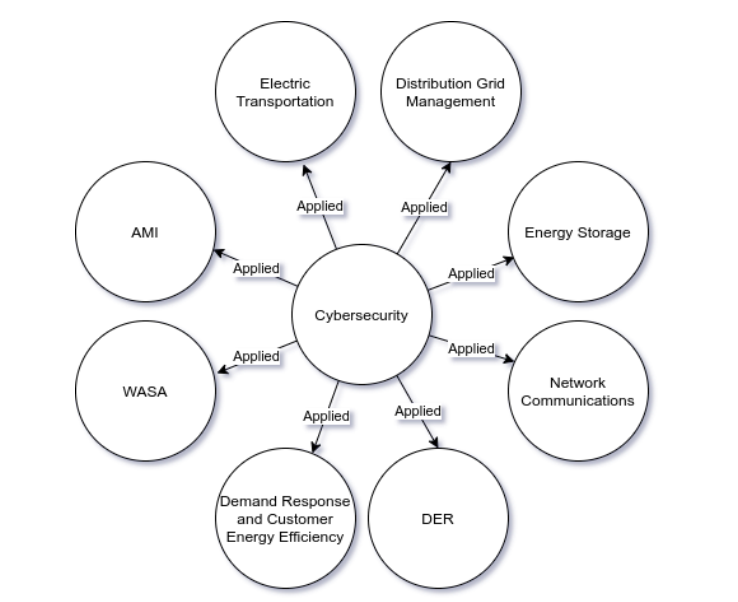 Electric
Transportation
Distribution Grid
Management
Applied
Applied
AMI
Energy Storage
Applied
Applied
Cybersecurity
Applied
Applied
WASA
Network
Communications
Applied
Applied
Demand Response
and Customer
Energy Efficiency
DER